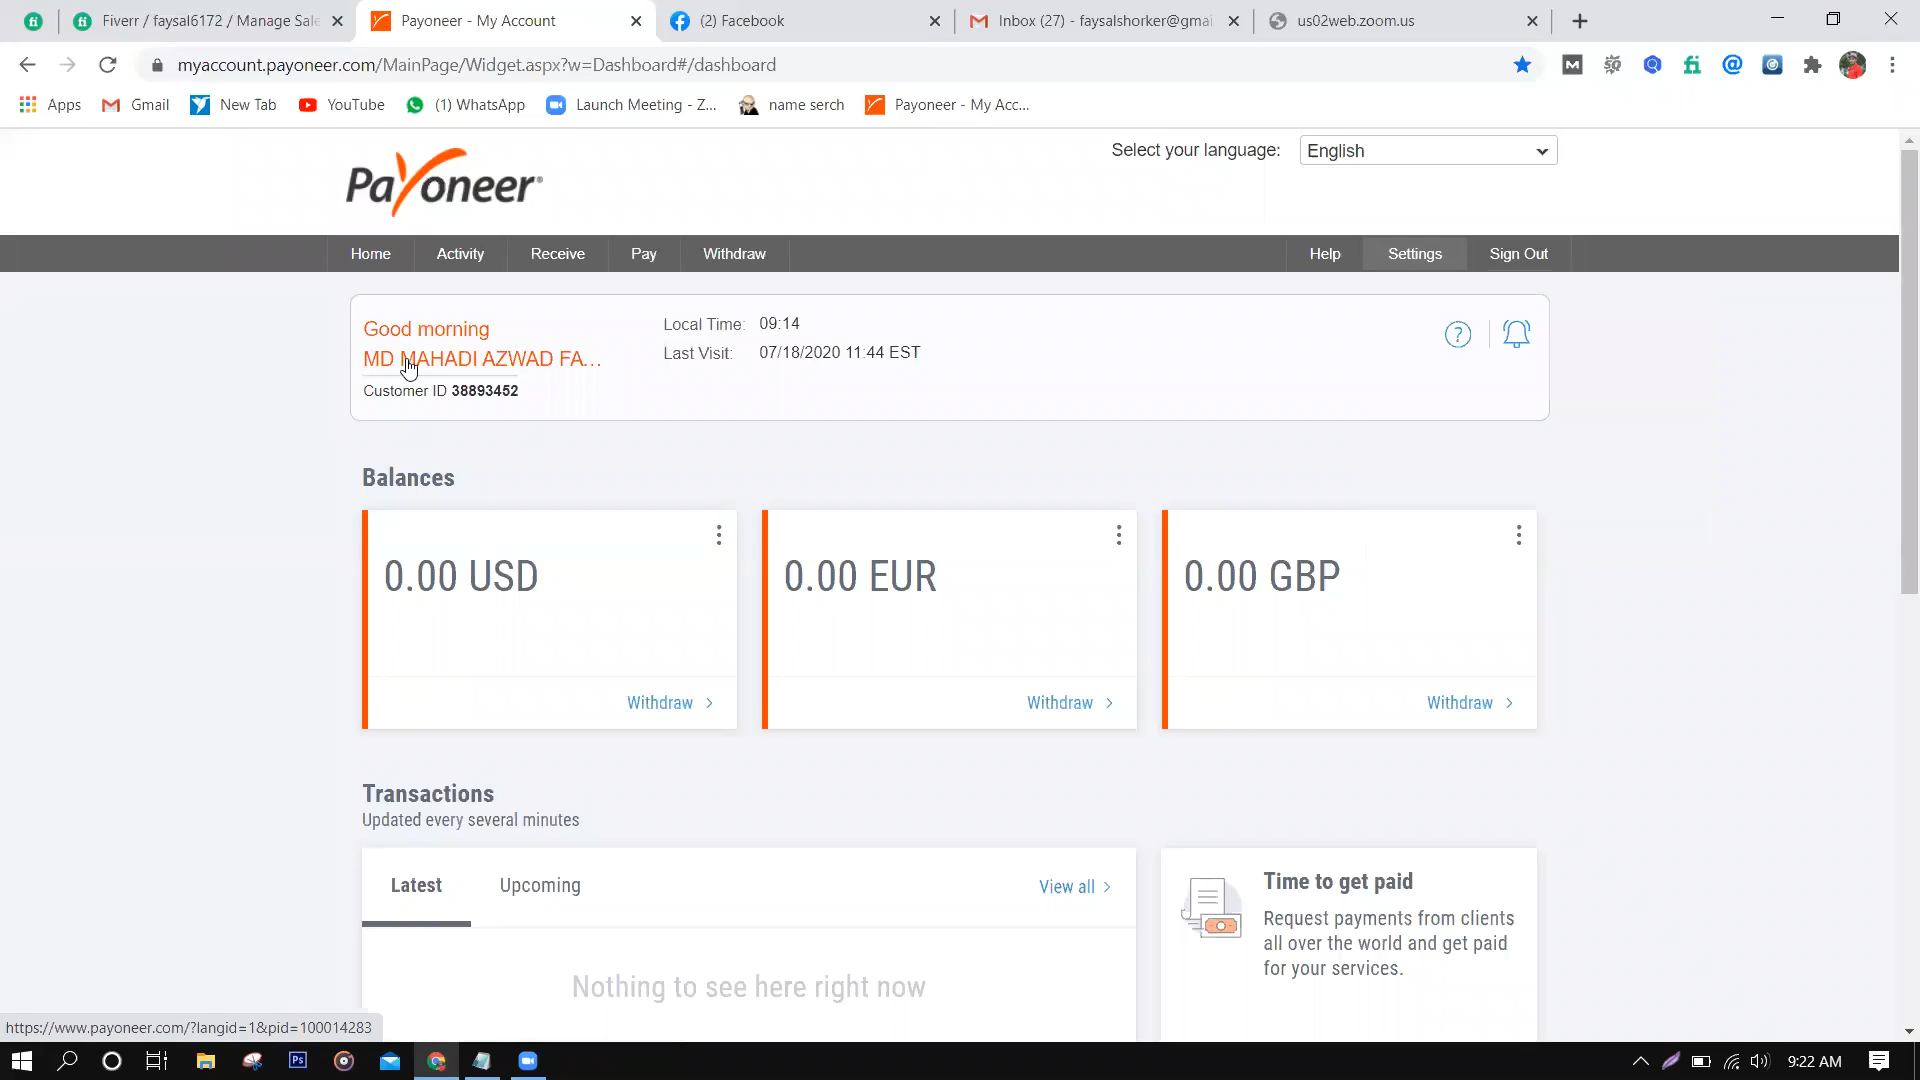 Fiverr / faysal6172 / Manage Sale
Payoneer - My Account
(2) Facebook
Inbox (27) - faysalshorker@gmai
us02web.zoom.us
myaccount.payoneer.com/MainPage/Widget.aspx?w=Dashboard#/dashboard
Apps
Gmail
New Tab
YouTube
(1) WhatsApp
Launch Meeting - Z...
name serch
Payoneer - My Acc...
Select your language:
English
Payoneer
Home
Activity
Receive
Pay
Withdraw
Help
Settings
Sign Out
Good morning
MD MAHADI AZWAD FA...
Customer ID 38893452
Local Time: 09:14
Last Visit: 07/18/2020 11:44 EST
Balances
0.00 USD
Withdraw
0.00 EUR
Withdraw
0.00 GBP
Withdraw
Transactions
Updated every several minutes
Latest
Upcoming
View all
Nothing to see here right now
Time to get paid
Request payments from clients
all over the world and get paid
for your services.
https://www.payoneer.com/?langid=1&pid=100014283
9:22 AM